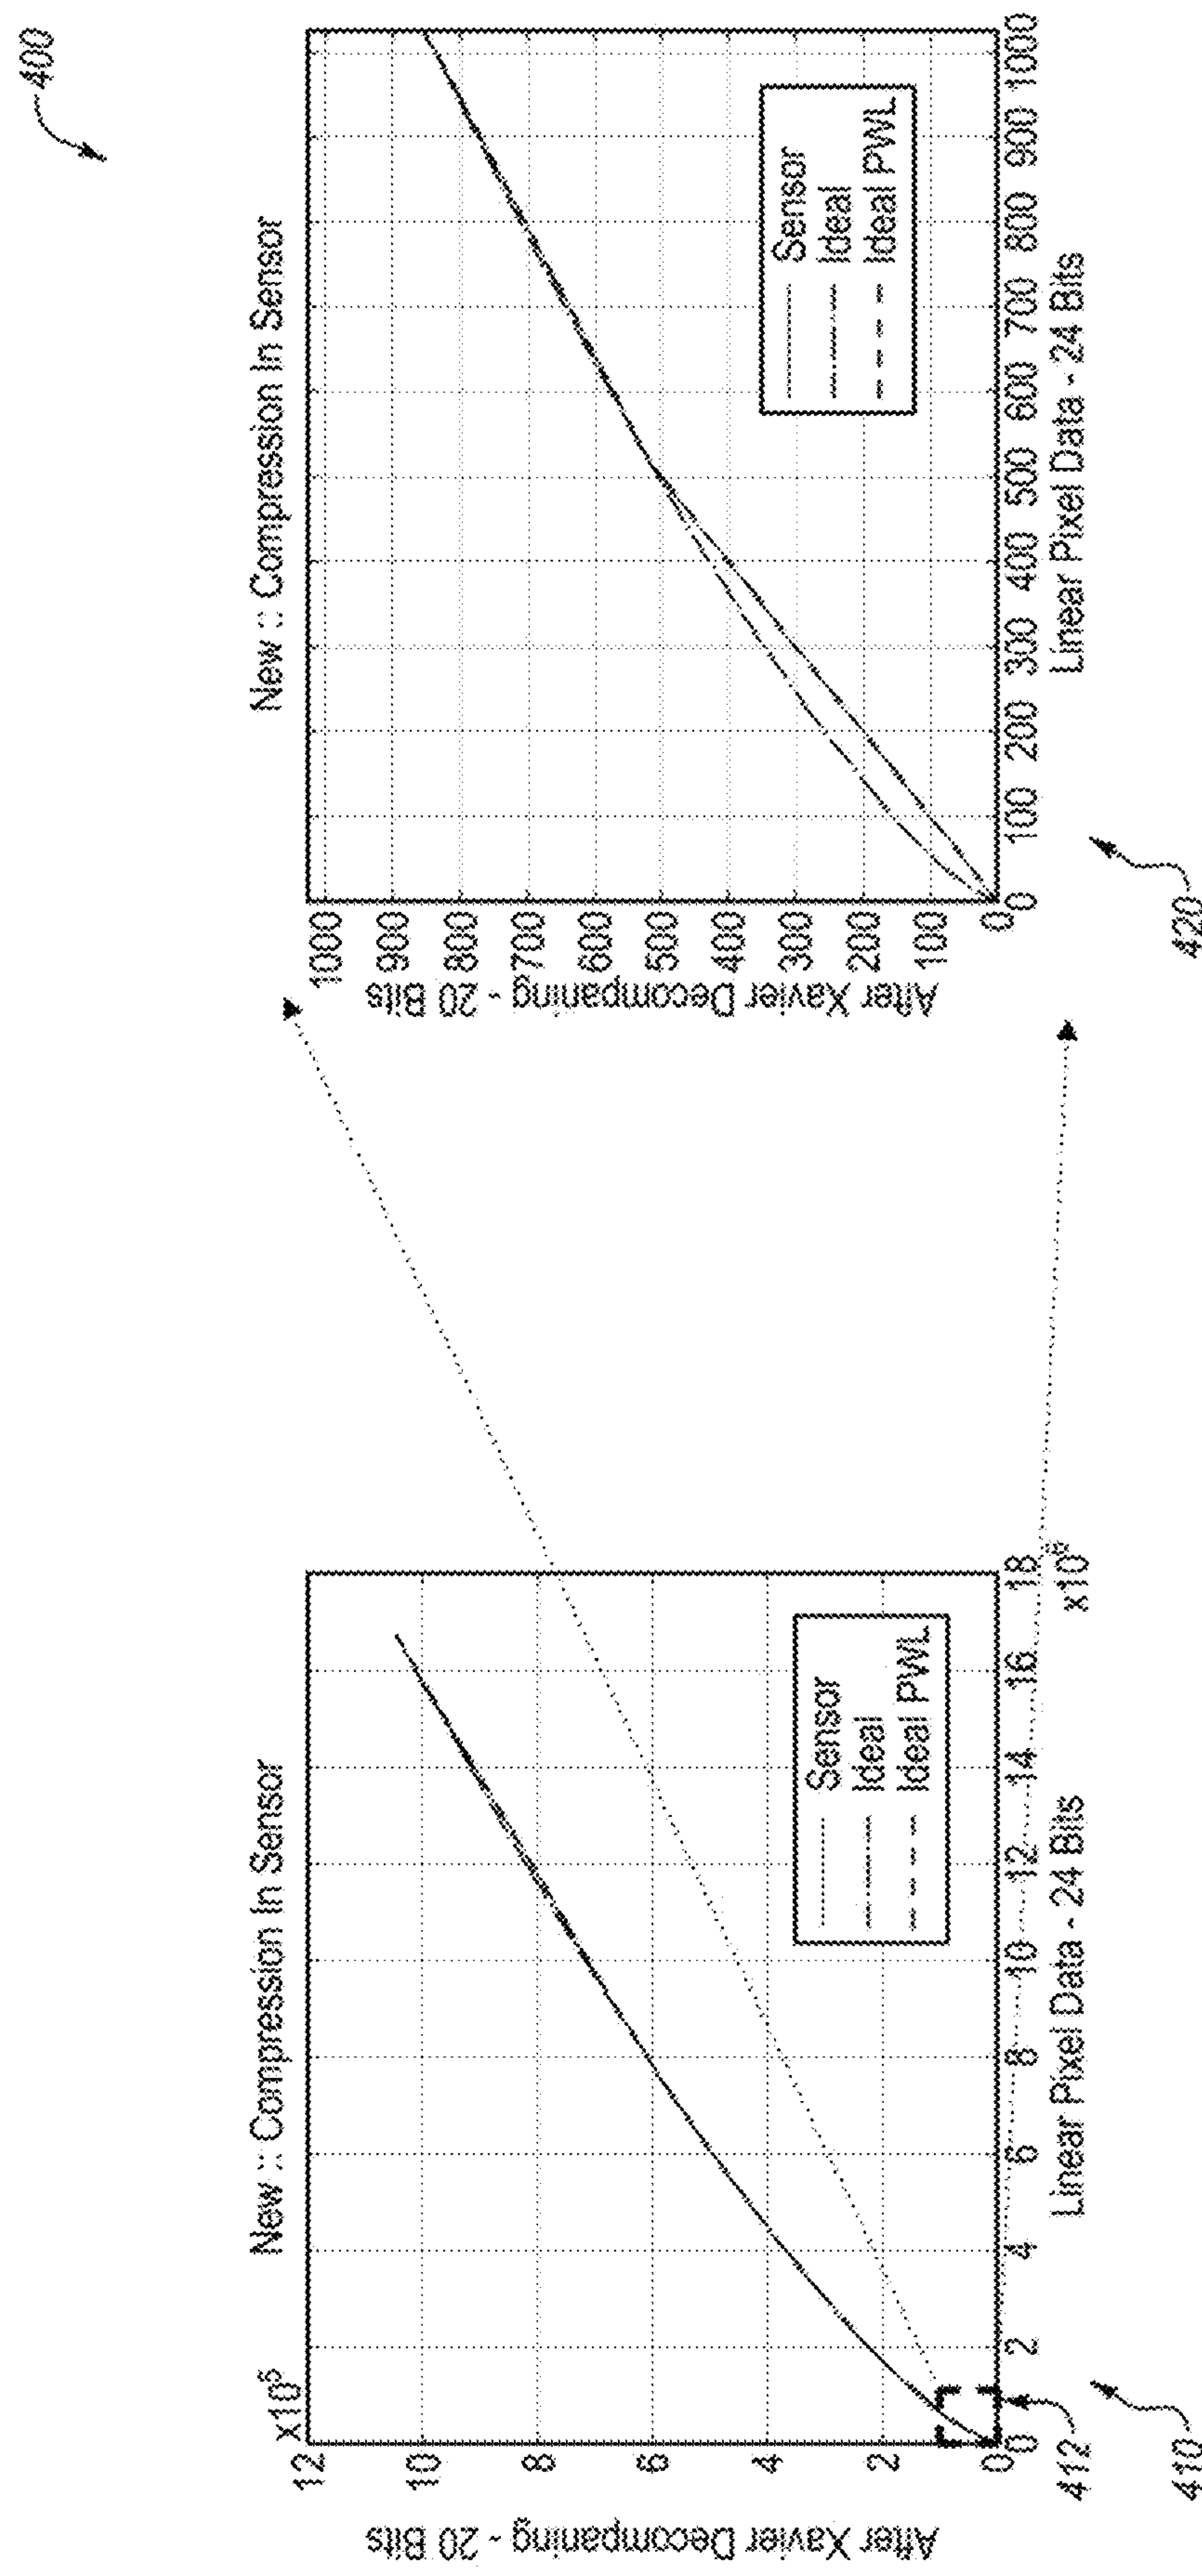 400
New :: Compression In Sensor
x10⁵
12
10
8
6
4
2
0
After Xavier Decompaning - 20 Bits
Sensor
Ideal
Ideal PWL
0 2 4 6 8 10 12 14 16 18
Linear Pixel Data - 24 Bits
412
410
New :: Compression In Sensor
1000
900
800
700
600
500
400
300
200
100
0
After Xavier Decompaning - 20 Bits
Sensor
Ideal
Ideal PWL
0 100 200 300 400 500 600 700 800 900 1000
Linear Pixel Data - 24 Bits
420